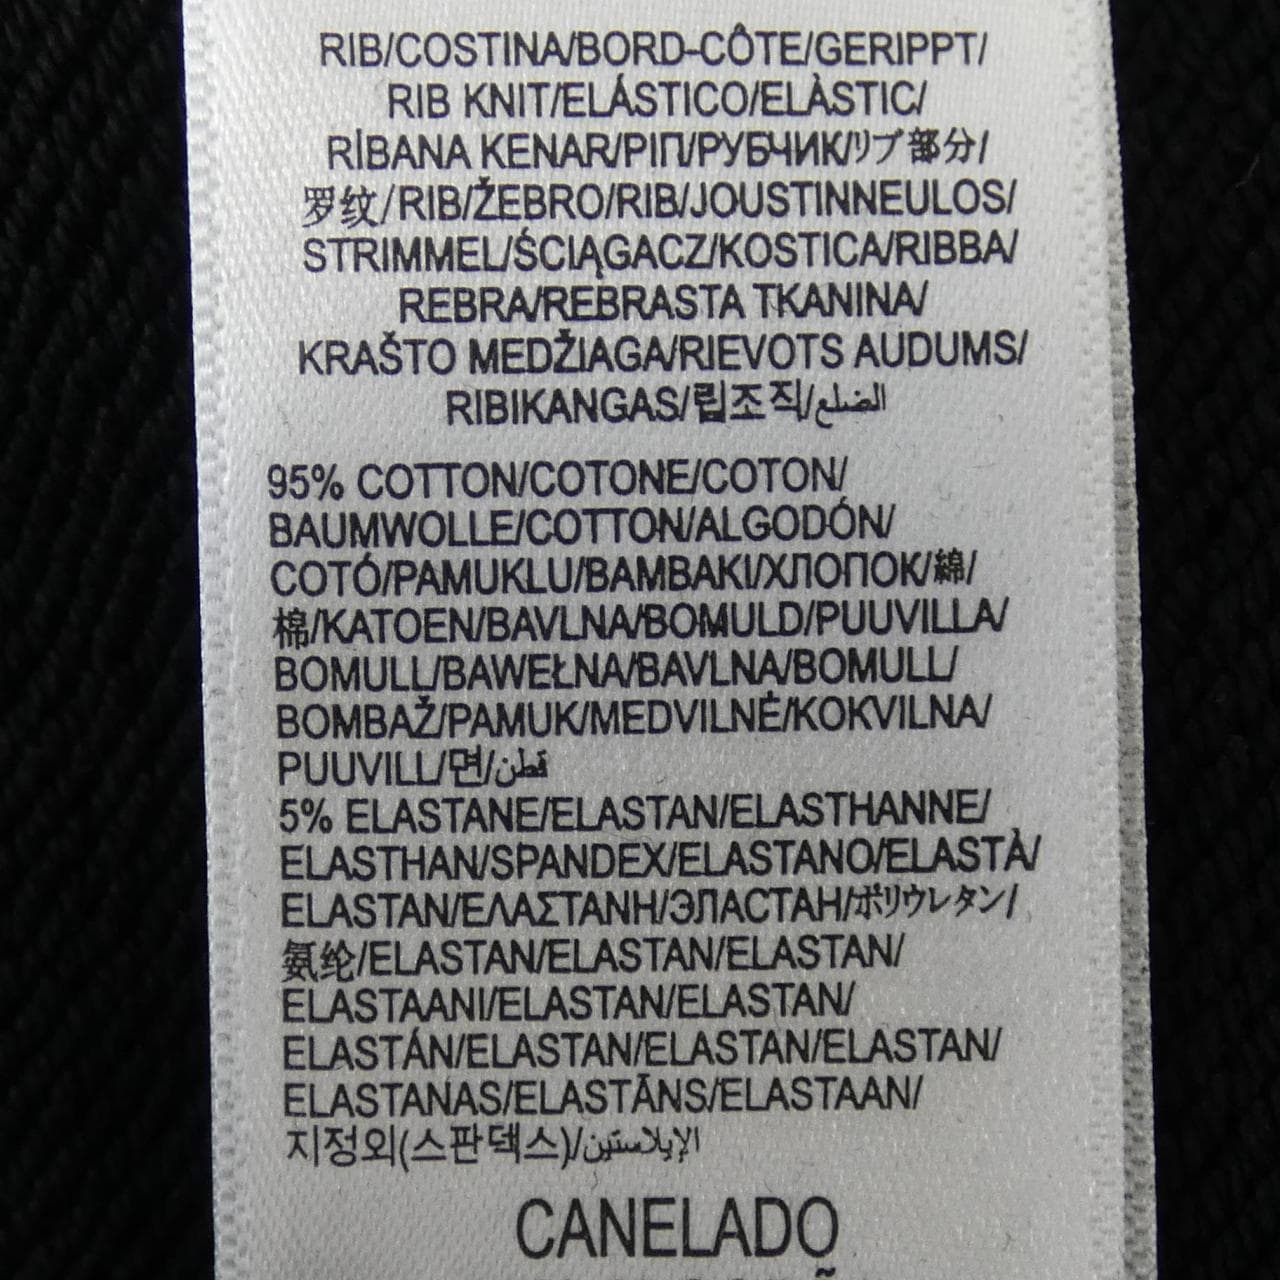 RIB/COSTINA/BORD-CÔTE/GERIPPT/
RIB KNIT/ELÁSTICO/ELÀSTIC/
RİBANA KENAR/ΡΙΠ/РУБЧИК/リブ部分/
罗纹/RIB/ŽEBRO/RIB/JOUSTINNEULOS/
STRIMMEL/ŚCIĄGACZ/KOSTICA/RIBBA/
REBRA/REBRASTA TKANINA/
KRAŠTO MEDŽIAGA/RIEVOTS AUDUMS/
RIBIKANGAS/립조직/الضلع
95% COTTON/COTONE/COTON/
BAUMWOLLE/COTTON/ALGODÓN/
COTÓ/PAMUKLU/BAMBAKI/ХЛОПОК/綿/
棉/KATOEN/BAVLNA/BOMULD/PUUVILLA/
BOMULL/BAWEŁNA/BAVLNA/BOMULL/
BOMBAŽ/PAMUK/MEDVILNĖ/KOKVILNA/
PUUVILL/면/قطن
5% ELASTANE/ELASTAN/ELASTHANNE/
ELASTHAN/SPANDEX/ELASTANO/ELASTÀ/
ELASTAN/ΕΛΑΣΤΑΝΗ/ЭЛАСТАН/ポリウレタン/
氨纶/ELASTAN/ELASTAN/ELASTAN/
ELASTAANI/ELASTAN/ELASTAN/
ELASTÁN/ELASTAN/ELASTAN/ELASTAN/
ELASTANAS/ELASTĀNS/ELASTAAN/
지정외(스판덱스)/الإيلاستين
CANELADO